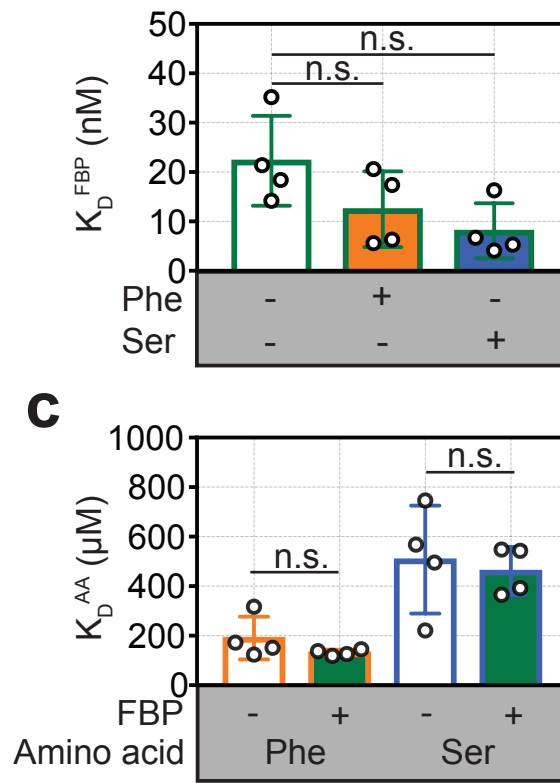 50
n.s.
40
n.s.
30
20
10
0
K_D^FBP (nM)
Phe - + -
Ser - - +
c
1000
n.s.
800
600
n.s.
400
200
0
K_D^AA (µM)
FBP - + - +
Amino acid Phe Ser